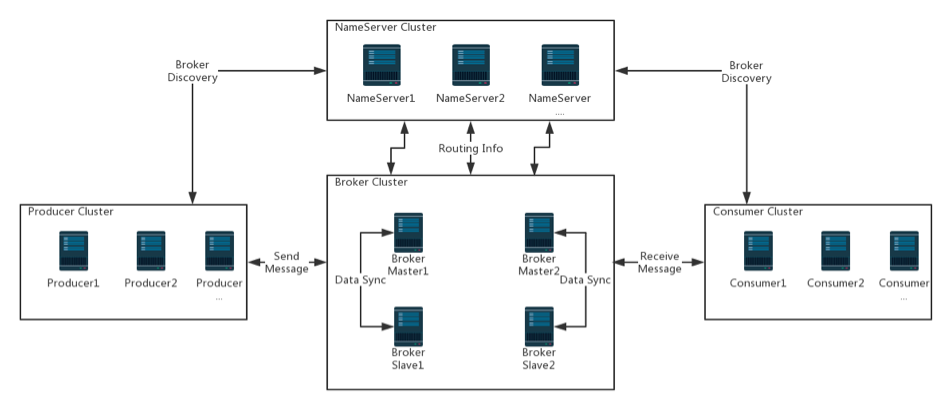 NameServer Cluster
NameServer1
NameServer2
NameServer
....
Broker
Discovery
Broker
Discovery
Routing Info
Producer Cluster
Producer1
Producer2
Producer
...
Send
Message
Broker Cluster
Broker
Master1
Broker
Master2
Data Sync
Data Sync
Broker
Slave1
Broker
Slave2
Receive
Message
Consumer Cluster
Consumer1
Consumer2
Consumer
...